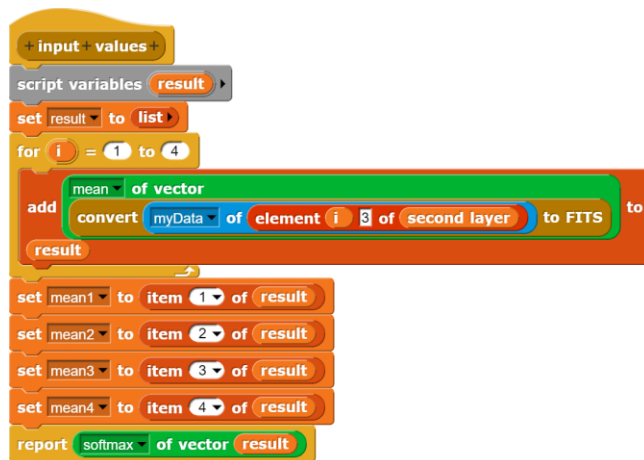 + input + values +
script variables result
set result to list
for i = 1 to 4
mean of vector
add convert myData of element i 3 of second layer to FITS to
result
set mean1 to item 1 of result
set mean2 to item 2 of result
set mean3 to item 3 of result
set mean4 to item 4 of result
report softmax of vector result